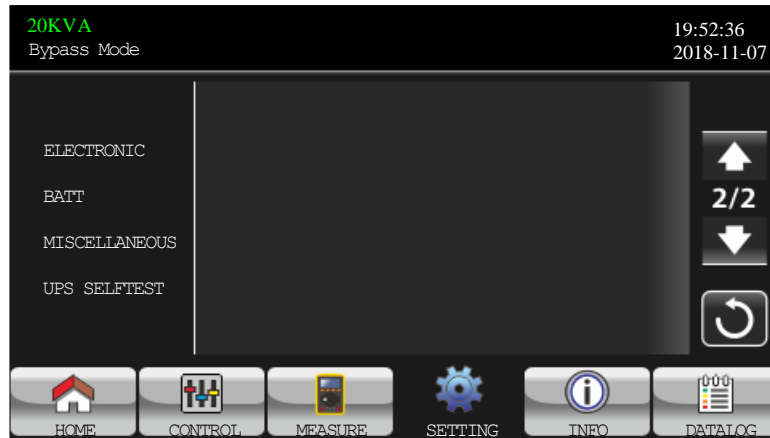 20KVA
Bypass Mode
19:52:36
2018-11-07
ELECTRONIC
BATT
MISCELLANEOUS
UPS SELFTEST
2/2
HOME
CONTROL
MEASURE
SETTING
INFO
DATALOG